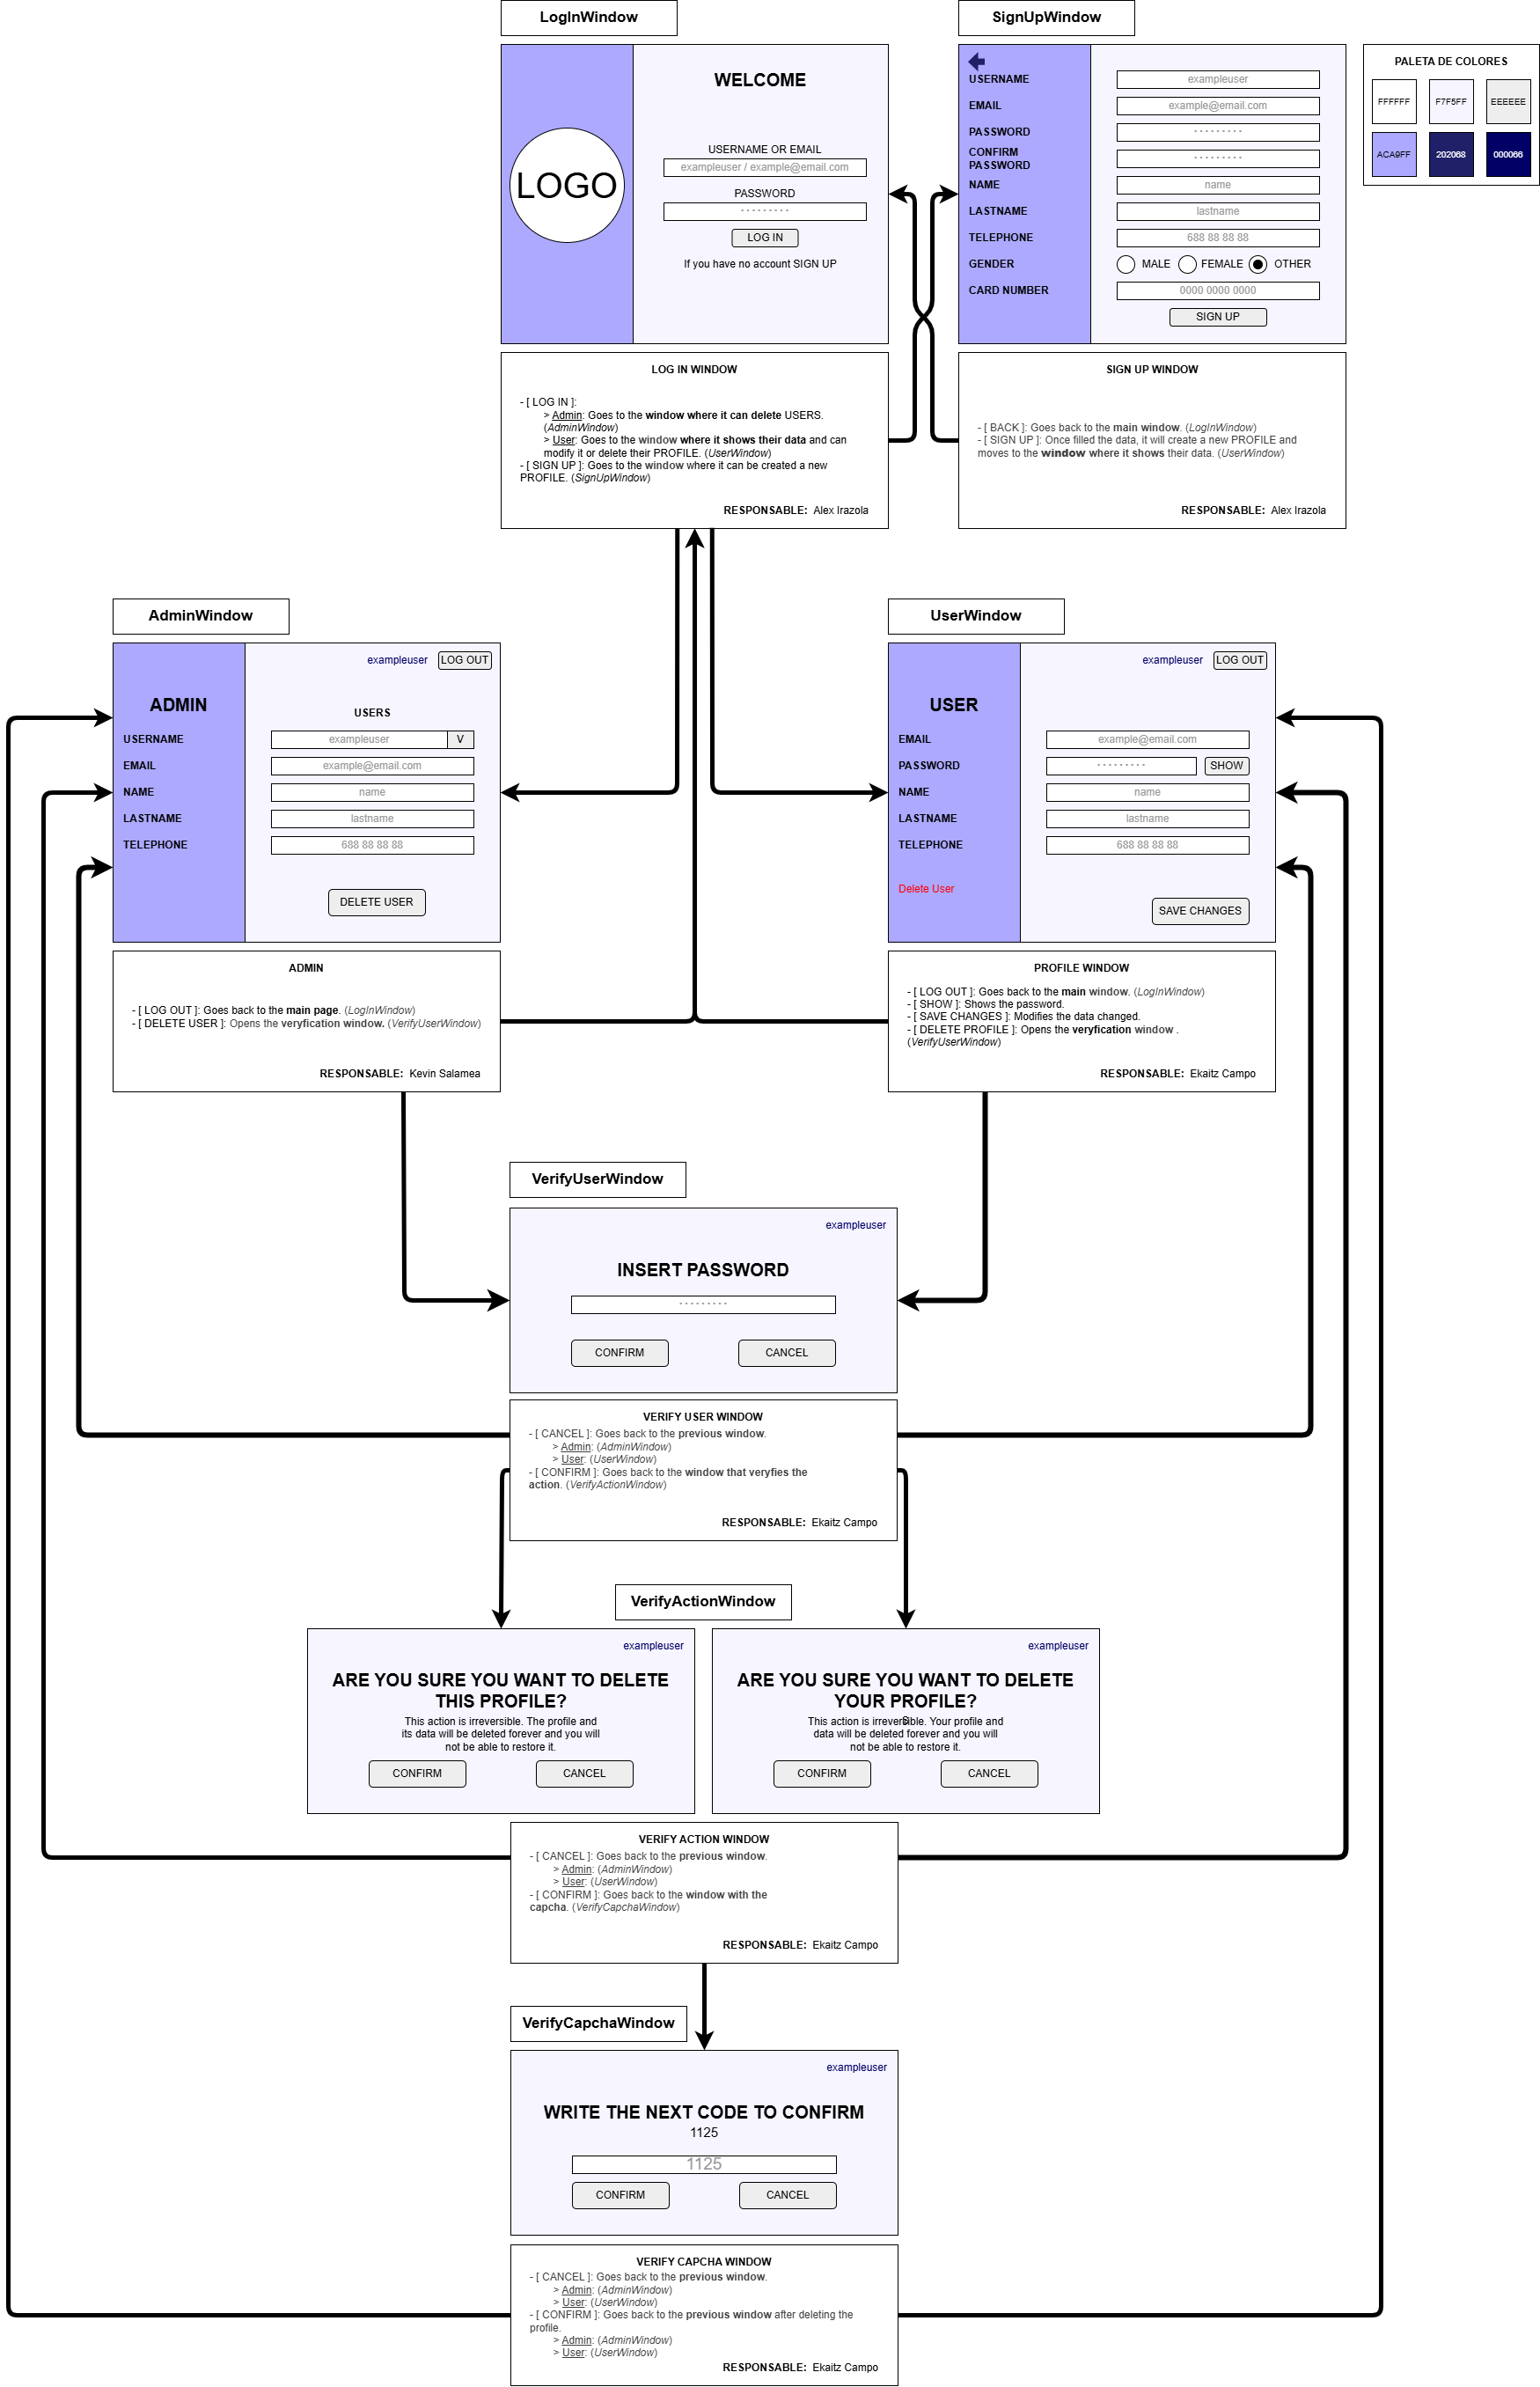 LogInWindow
WELCOME
LOGO
USERNAME OR EMAIL
exampleuser / example@email.com
PASSWORD
- - - - - - - - -
LOG IN
If you have no account SIGN UP
LOG IN WINDOW
- [ LOG IN ]:
> Admin: Goes to the window where it can delete USERS.
(AdminWindow)
> User: Goes to the window where it shows their data and can
modify it or delete their PROFILE. (UserWindow)
- [ SIGN UP ]: Goes to the window where it can be created a new
PROFILE. (SignUpWindow)
RESPONSABLE: Alex Irazola
SignUpWindow
USERNAME
exampleuser
EMAIL
example@email.com
PASSWORD
- - - - - - - - -
CONFIRM
PASSWORD
- - - - - - - - -
NAME
name
LASTNAME
lastname
TELEPHONE
688 88 88 88
GENDER
MALE FEMALE OTHER
CARD NUMBER
0000 0000 0000
SIGN UP
SIGN UP WINDOW
- [ BACK ]: Goes back to the main window. (LogInWindow)
- [ SIGN UP ]: Once filled the data, it will create a new PROFILE and
moves to the window where it shows their data. (UserWindow)
RESPONSABLE: Alex Irazola
PALETA DE COLORES
FFFFFF F7F5FF EEEEEE
ACA9FF 202068 000066
AdminWindow
exampleuser LOG OUT
ADMIN
USERS
USERNAME
exampleuser V
EMAIL
example@email.com
NAME
name
LASTNAME
lastname
TELEPHONE
688 88 88 88
DELETE USER
ADMIN
- [ LOG OUT ]: Goes back to the main page. (LogInWindow)
- [ DELETE USER ]: Opens the veryfication window. (VerifyUserWindow)
RESPONSABLE: Kevin Salamea
UserWindow
exampleuser LOG OUT
USER
EMAIL
example@email.com
PASSWORD
- - - - - - - - - SHOW
NAME
name
LASTNAME
lastname
TELEPHONE
688 88 88 88
Delete User
SAVE CHANGES
PROFILE WINDOW
- [ LOG OUT ]: Goes back to the main window. (LogInWindow)
- [ SHOW ]: Shows the password.
- [ SAVE CHANGES ]: Modifies the data changed.
- [ DELETE PROFILE ]: Opens the veryfication window .
(VerifyUserWindow)
RESPONSABLE: Ekaitz Campo
VerifyUserWindow
exampleuser
INSERT PASSWORD
- - - - - - - - -
CONFIRM CANCEL
VERIFY USER WINDOW
- [ CANCEL ]: Goes back to the previous window.
> Admin: (AdminWindow)
> User: (UserWindow)
- [ CONFIRM ]: Goes back to the window that veryfies the
action. (VerifyActionWindow)
RESPONSABLE: Ekaitz Campo
VerifyActionWindow
exampleuser
ARE YOU SURE YOU WANT TO DELETE
THIS PROFILE?
This action is irreversible. The profile and
its data will be deleted forever and you will
not be able to restore it.
CONFIRM CANCEL
exampleuser
ARE YOU SURE YOU WANT TO DELETE
YOUR PROFILE?
This action is irreversible. Your profile and
data will be deleted forever and you will
not be able to restore it.
CONFIRM CANCEL
VERIFY ACTION WINDOW
- [ CANCEL ]: Goes back to the previous window.
> Admin: (AdminWindow)
> User: (UserWindow)
- [ CONFIRM ]: Goes back to the window with the
capcha. (VerifyCapchaWindow)
RESPONSABLE: Ekaitz Campo
VerifyCapchaWindow
exampleuser
WRITE THE NEXT CODE TO CONFIRM
1125
1125
CONFIRM CANCEL
VERIFY CAPCHA WINDOW
- [ CANCEL ]: Goes back to the previous window.
> Admin: (AdminWindow)
> User: (UserWindow)
- [ CONFIRM ]: Goes back to the previous window after deleting the
profile.
> Admin: (AdminWindow)
> User: (UserWindow)
RESPONSABLE: Ekaitz Campo